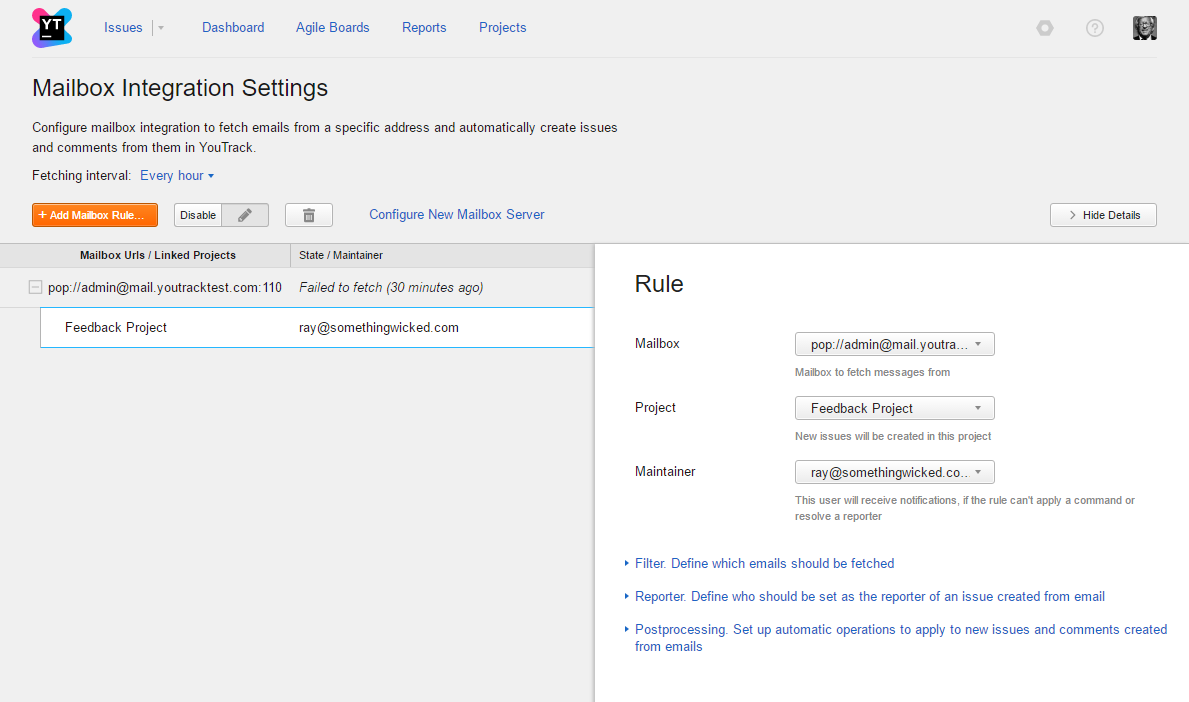 YT
Issues
Dashboard
Agile Boards
Reports
Projects
?
Mailbox Integration Settings
Configure mailbox integration to fetch emails from a specific address and automatically create issues
and comments from them in YouTrack.
Fetching interval: Every hour
+ Add Mailbox Rule...
Disable
Configure New Mailbox Server
Hide Details
Mailbox Urls / Linked Projects
State / Maintainer
pop://admin@mail.youtracktest.com:110
Failed to fetch (30 minutes ago)
Feedback Project
ray@somethingwicked.com
Rule
Mailbox
pop://admin@mail.youtra...
Mailbox to fetch messages from
Project
Feedback Project
New issues will be created in this project
Maintainer
ray@somethingwicked.co...
This user will receive notifications, if the rule can't apply a command or
resolve a reporter
Filter. Define which emails should be fetched
Reporter. Define who should be set as the reporter of an issue created from email
Postprocessing. Set up automatic operations to apply to new issues and comments created
from emails